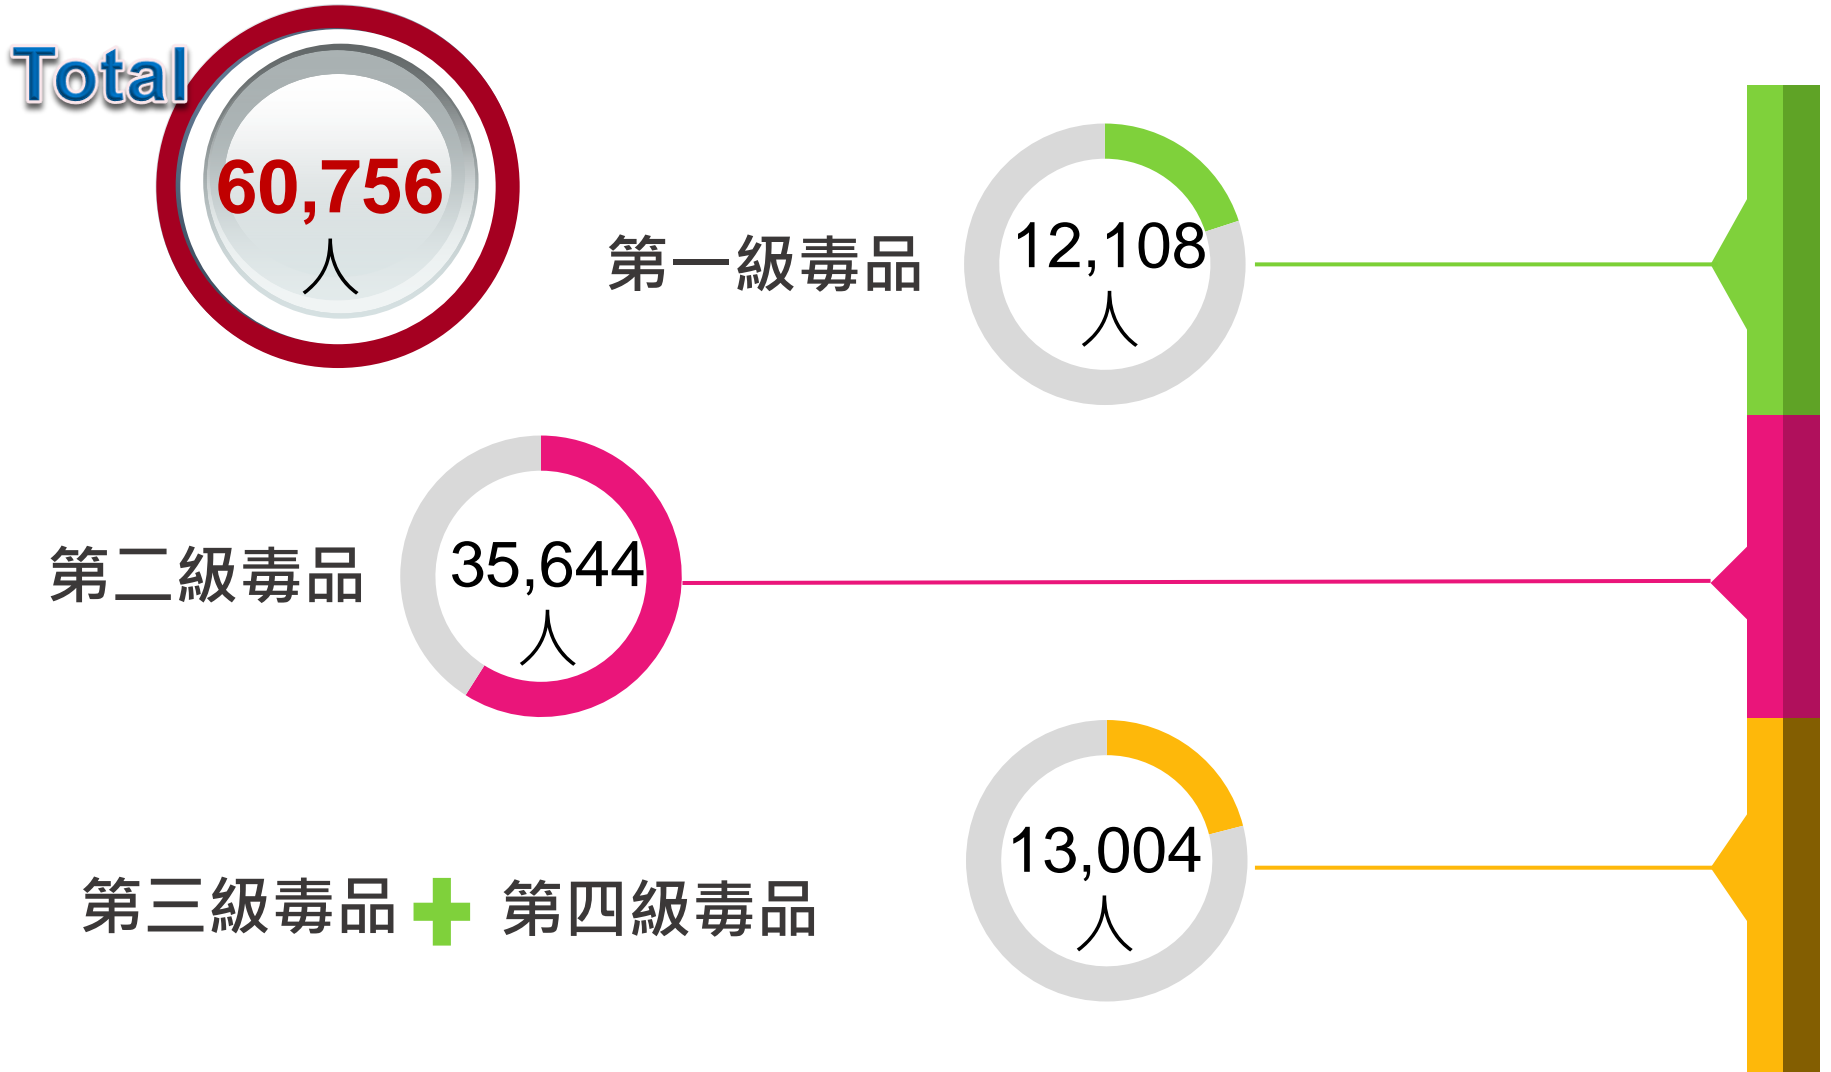 Total
60,756
人
第一級毒品
12,108
人
第二級毒品
35,644
人
第三級毒品
第四級毒品
13,004
人